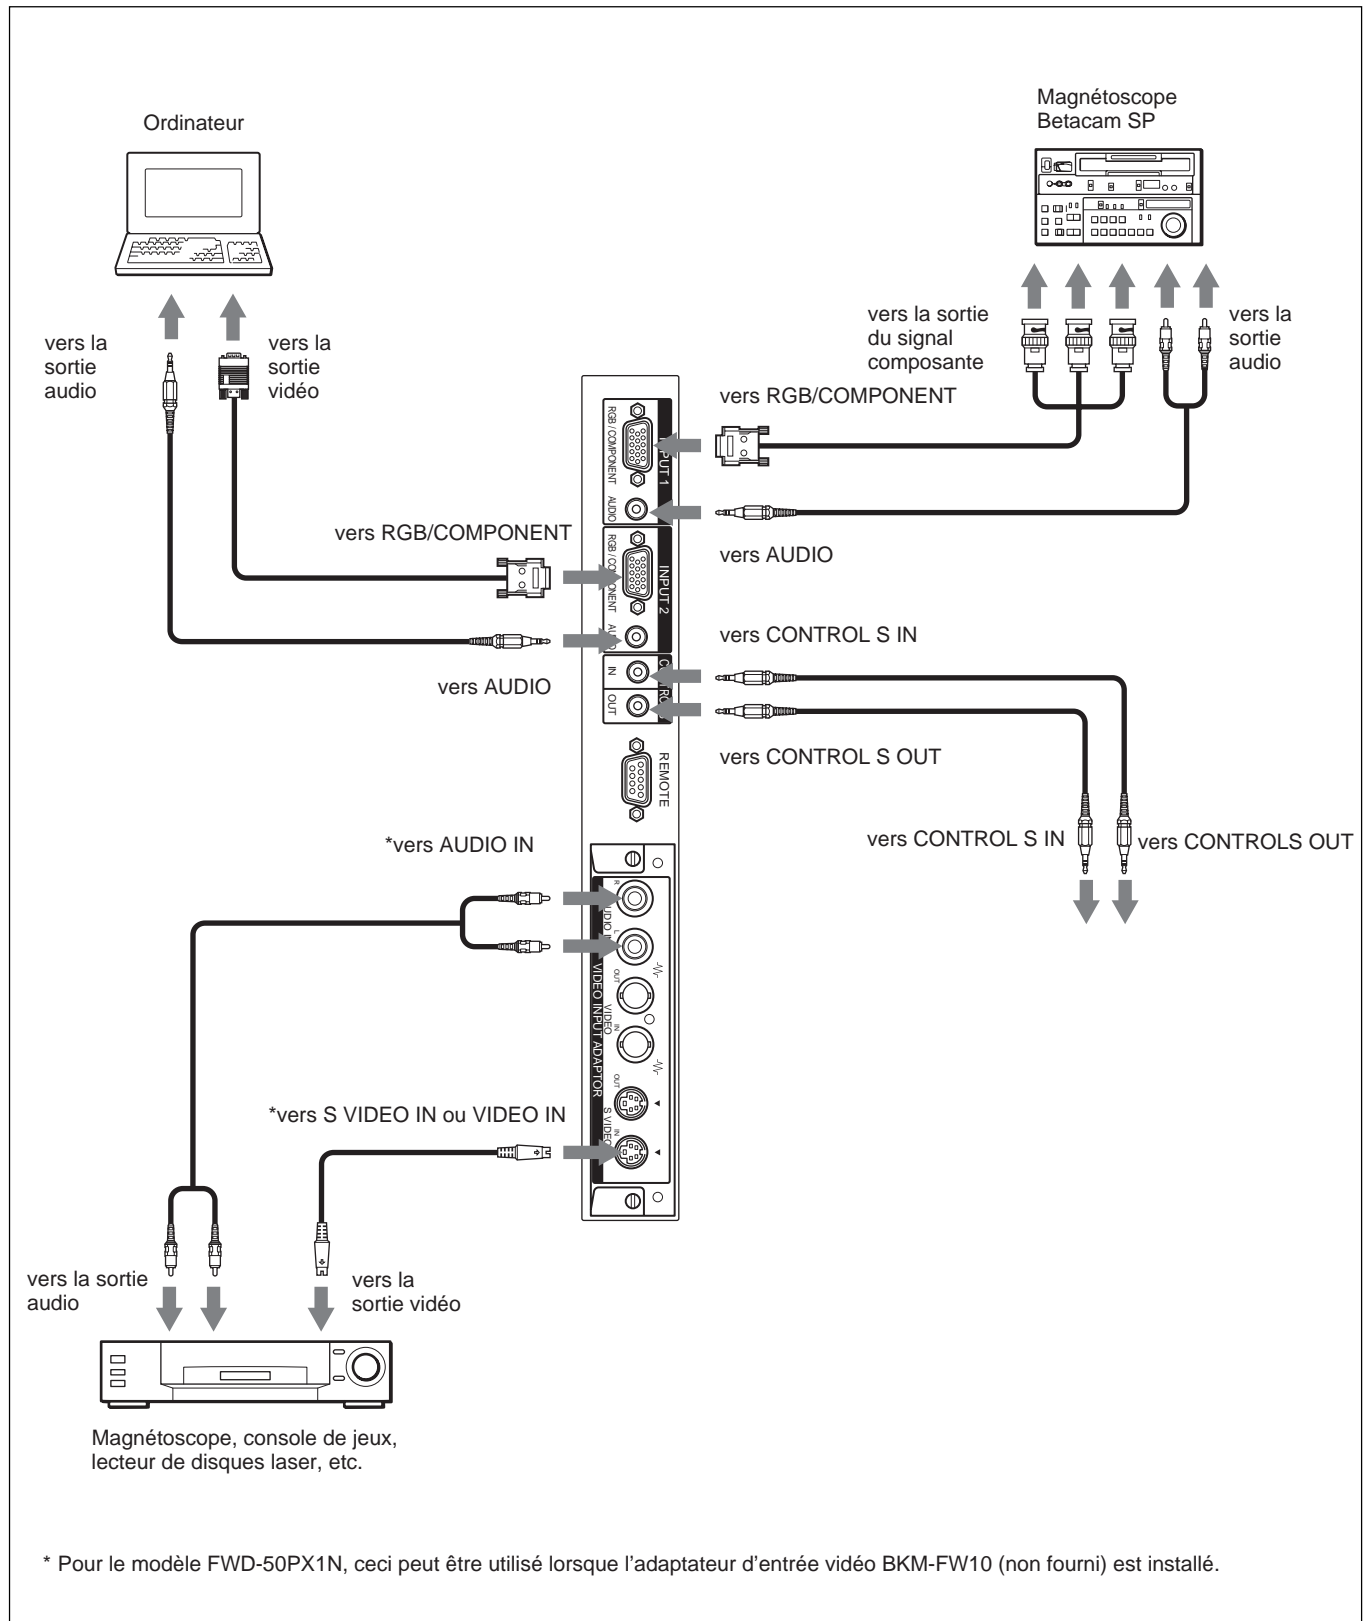 Ordinateur
Magnétoscope
Betacam SP
vers la
sortie
audio
vers la
sortie
vidéo
vers la sortie
du signal
composante
vers la
sortie
audio
vers RGB/COMPONENT
vers RGB/COMPONENT
vers AUDIO
vers AUDIO
RGB / COMPONENT
AUDIO
INPUT 2
IN
OUT
REMOTE
vers CONTROL S IN
vers CONTROL S OUT
vers CONTROL S IN
vers CONTROLS OUT
*vers AUDIO IN
R
L
OUT
VIDEO
IN
VIDEO INPUT ADAPTOR
OUT
S VIDEO
IN
*vers S VIDEO IN ou VIDEO IN
vers la sortie
audio
vers la
sortie vidéo
Magnétoscope, console de jeux,
lecteur de disques laser, etc.
* Pour le modèle FWD-50PX1N, ceci peut être utilisé lorsque l’adaptateur d’entrée vidéo BKM-FW10 (non fourni) est installé.